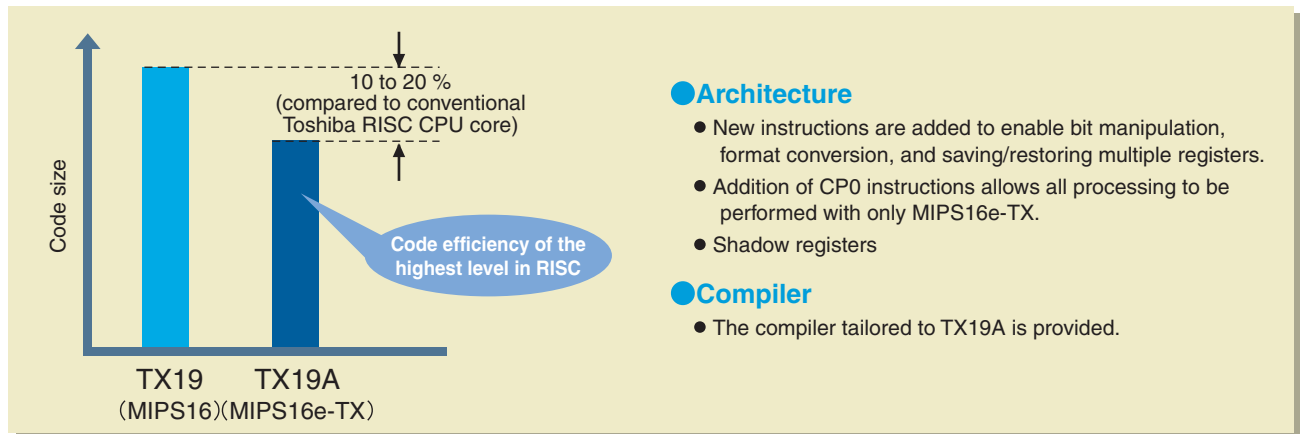 Code size
10 to 20 %
(compared to conventional
Toshiba RISC CPU core)
Code efficiency of the
highest level in RISC
TX19
(MIPS16)
TX19A
(MIPS16e-TX)
●Architecture
● New instructions are added to enable bit manipulation,
format conversion, and saving/restoring multiple registers.
● Addition of CP0 instructions allows all processing to be
performed with only MIPS16e-TX.
● Shadow registers
●Compiler
● The compiler tailored to TX19A is provided.